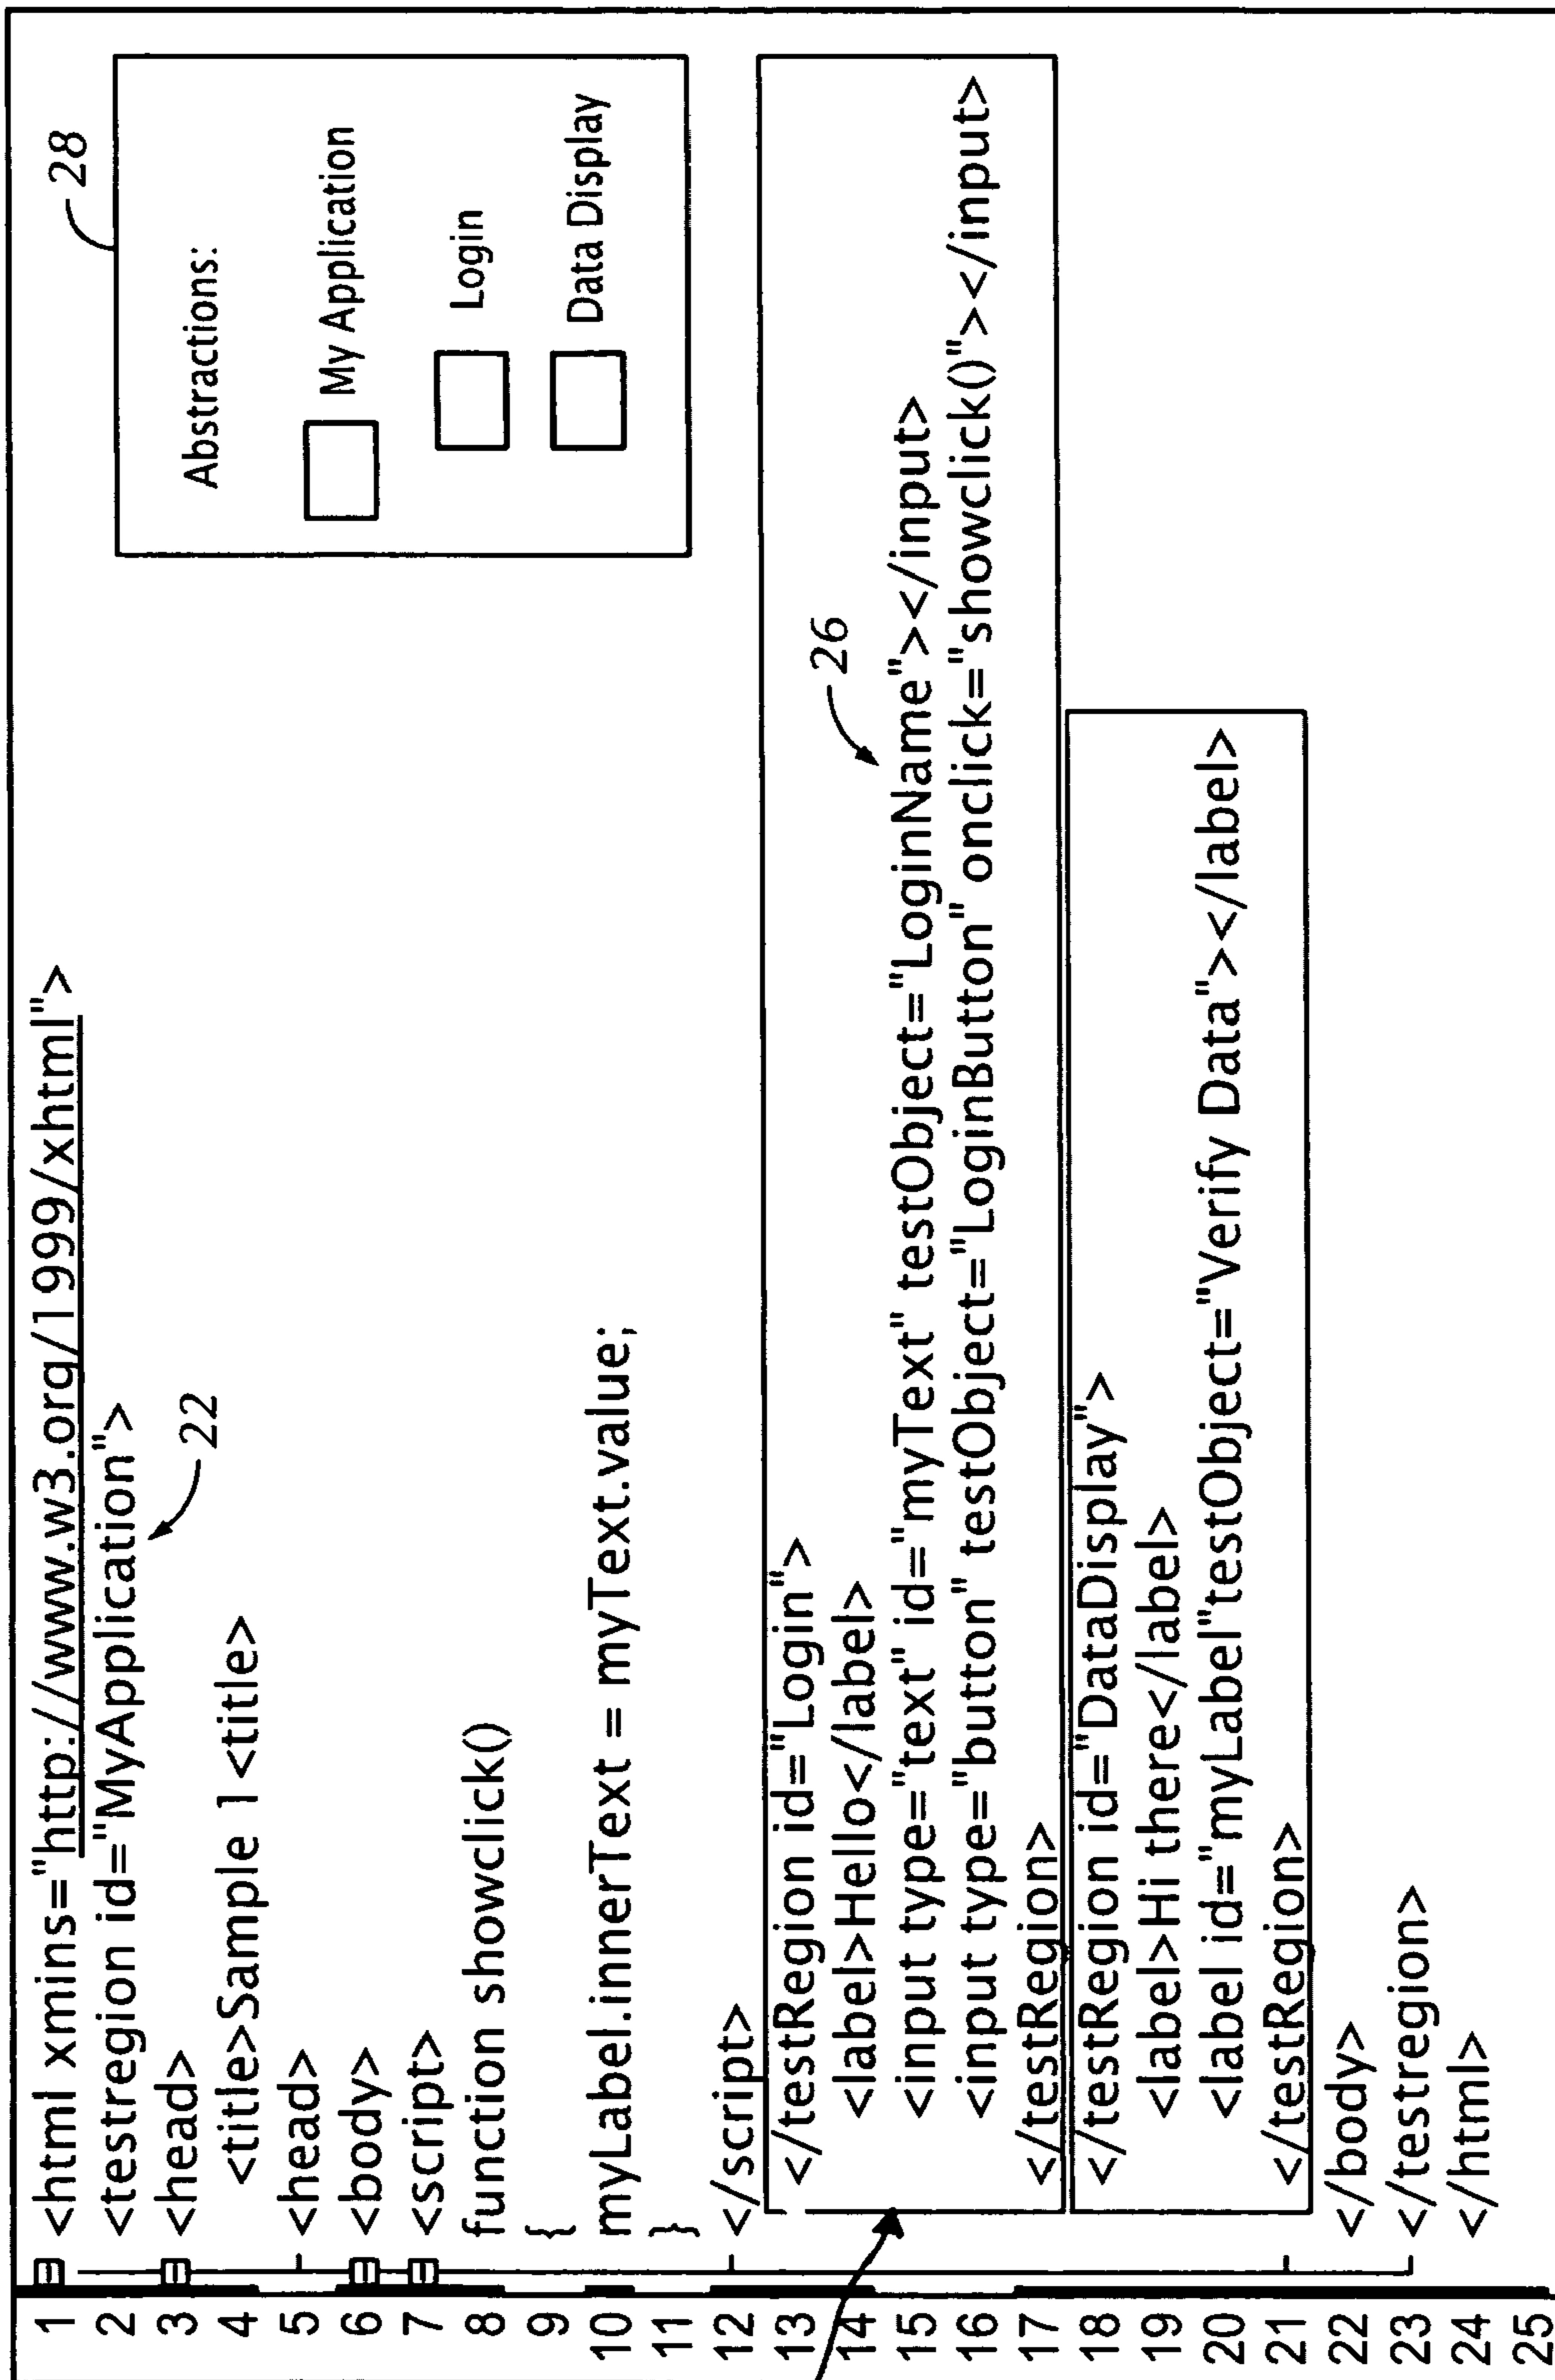 1 <html xmins="http://www.w3.org/1999/xhtml">
2 <testregion id="MyApplication">
22
3 <head>
4 <title>Sample 1 <title>
5 <head>
6 <body>
7 <script>
8 function showclick()
9 {
10 myLabel.innerText = myText.value;
11 }
12 </script>
13 </testRegion id="Login">
14 <label>Hello</label>
15 <input type="text" id="myText" testObject="LoginName"></input>
16 <input type="button" testObject="LoginButton" onclick="showclick()"></input>
17 </testRegion>
18 </testRegion id="DataDisplay">
19 <label>Hi there</label>
20 <label id="myLabel"testObject="Verify Data"></label>
21 </testRegion>
22 </body>
23 </testregion>
24 </html>
25
26
28
Abstractions:
My Application
Login
Data Display